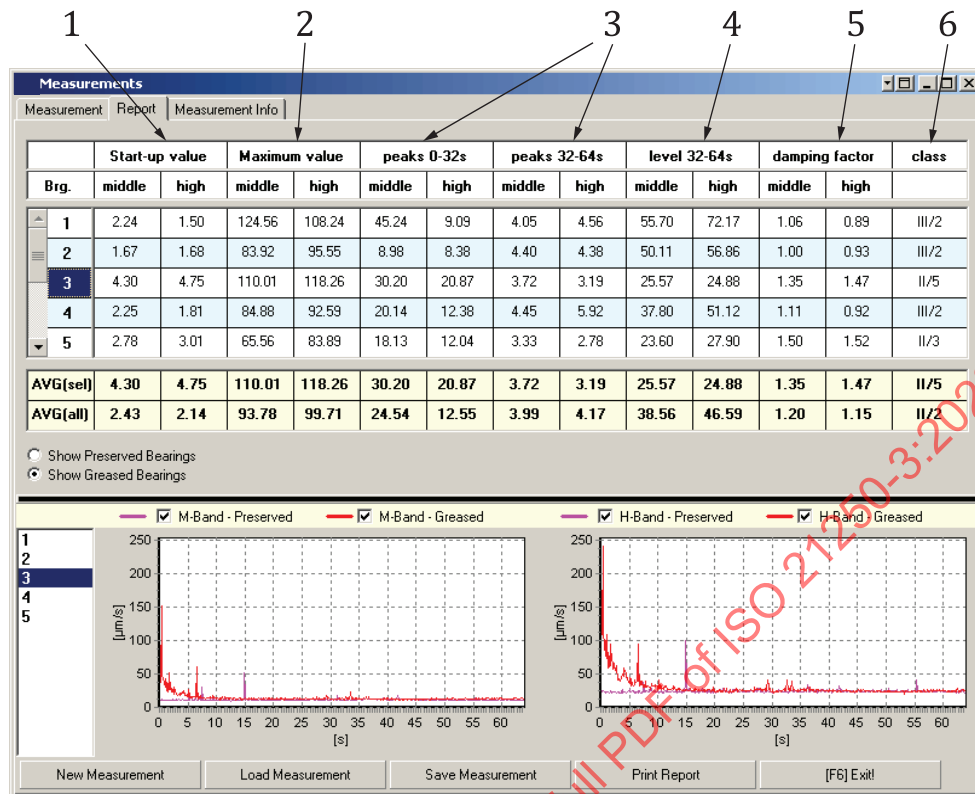 1 2 3 4 5 6
Measurements
Measurement Report Measurement Info
Start-up value Maximum value peaks 0-32s peaks 32-64s level 32-64s damping factor class
Brg. middle high middle high middle high middle high middle high middle high
1 2.24 1.50 124.56 108.24 45.24 9.09 4.05 4.56 55.70 72.17 1.06 0.89 III/2
2 1.67 1.68 83.92 95.55 8.98 8.38 4.40 4.38 50.11 56.86 1.00 0.93 III/2
3 4.30 4.75 110.01 118.26 30.20 20.87 3.72 3.19 25.57 24.88 1.35 1.47 II/5
4 2.25 1.81 84.88 92.59 20.14 12.38 4.45 5.92 37.80 51.12 1.11 0.92 III/2
5 2.78 3.01 65.56 83.89 18.13 12.04 3.33 2.78 23.60 27.90 1.50 1.52 II/3
AVG(sel) 4.30 4.75 110.01 118.26 30.20 20.87 3.72 3.19 25.57 24.88 1.35 1.47 II/5
AVG(all) 2.43 2.14 93.78 99.71 24.54 12.55 3.99 4.17 38.56 46.59 1.20 1.15 II/2
Show Preserved Bearings
Show Greased Bearings
M-Band - Preserved M-Band - Greased H-Band - Preserved H-Band - Greased
1
2
3
4
5
250
200
150
100
50
0
[µm/s]
0 5 10 15 20 25 30 35 40 45 50 55 60
[s]
250
200
150
100
50
0
[µm/s]
0 5 10 15 20 25 30 35 40 45 50 55 60
[s]
New Measurement Load Measurement Save Measurement Print Report [F6] Exit!
full PDF of ISO 21250-3:202